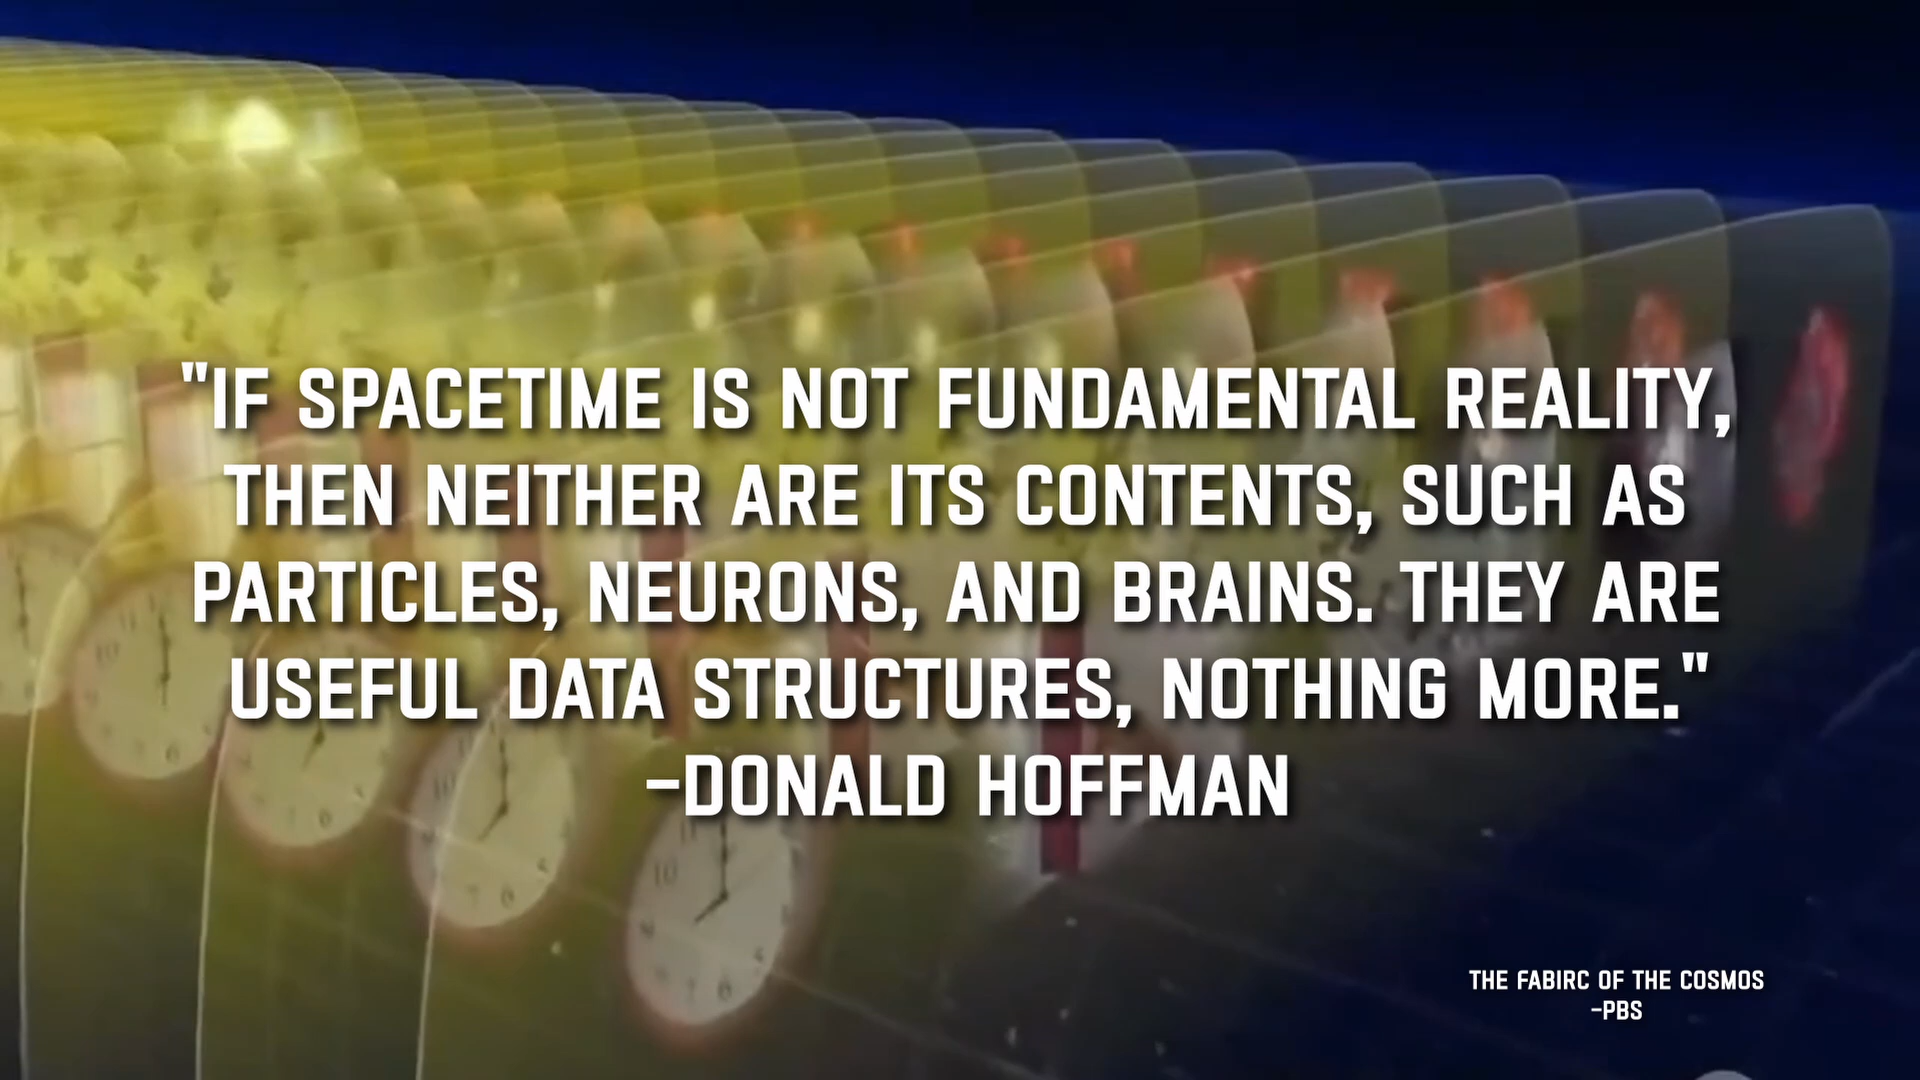 "IF SPACETIME IS NOT FUNDAMENTAL REALITY,
THEN NEITHER ARE ITS CONTENTS, SUCH AS
PARTICLES, NEURONS, AND BRAINS. THEY ARE
USEFUL DATA STRUCTURES, NOTHING MORE."
-DONALD HOFFMAN
THE FABIRC OF THE COSMOS
-PBS